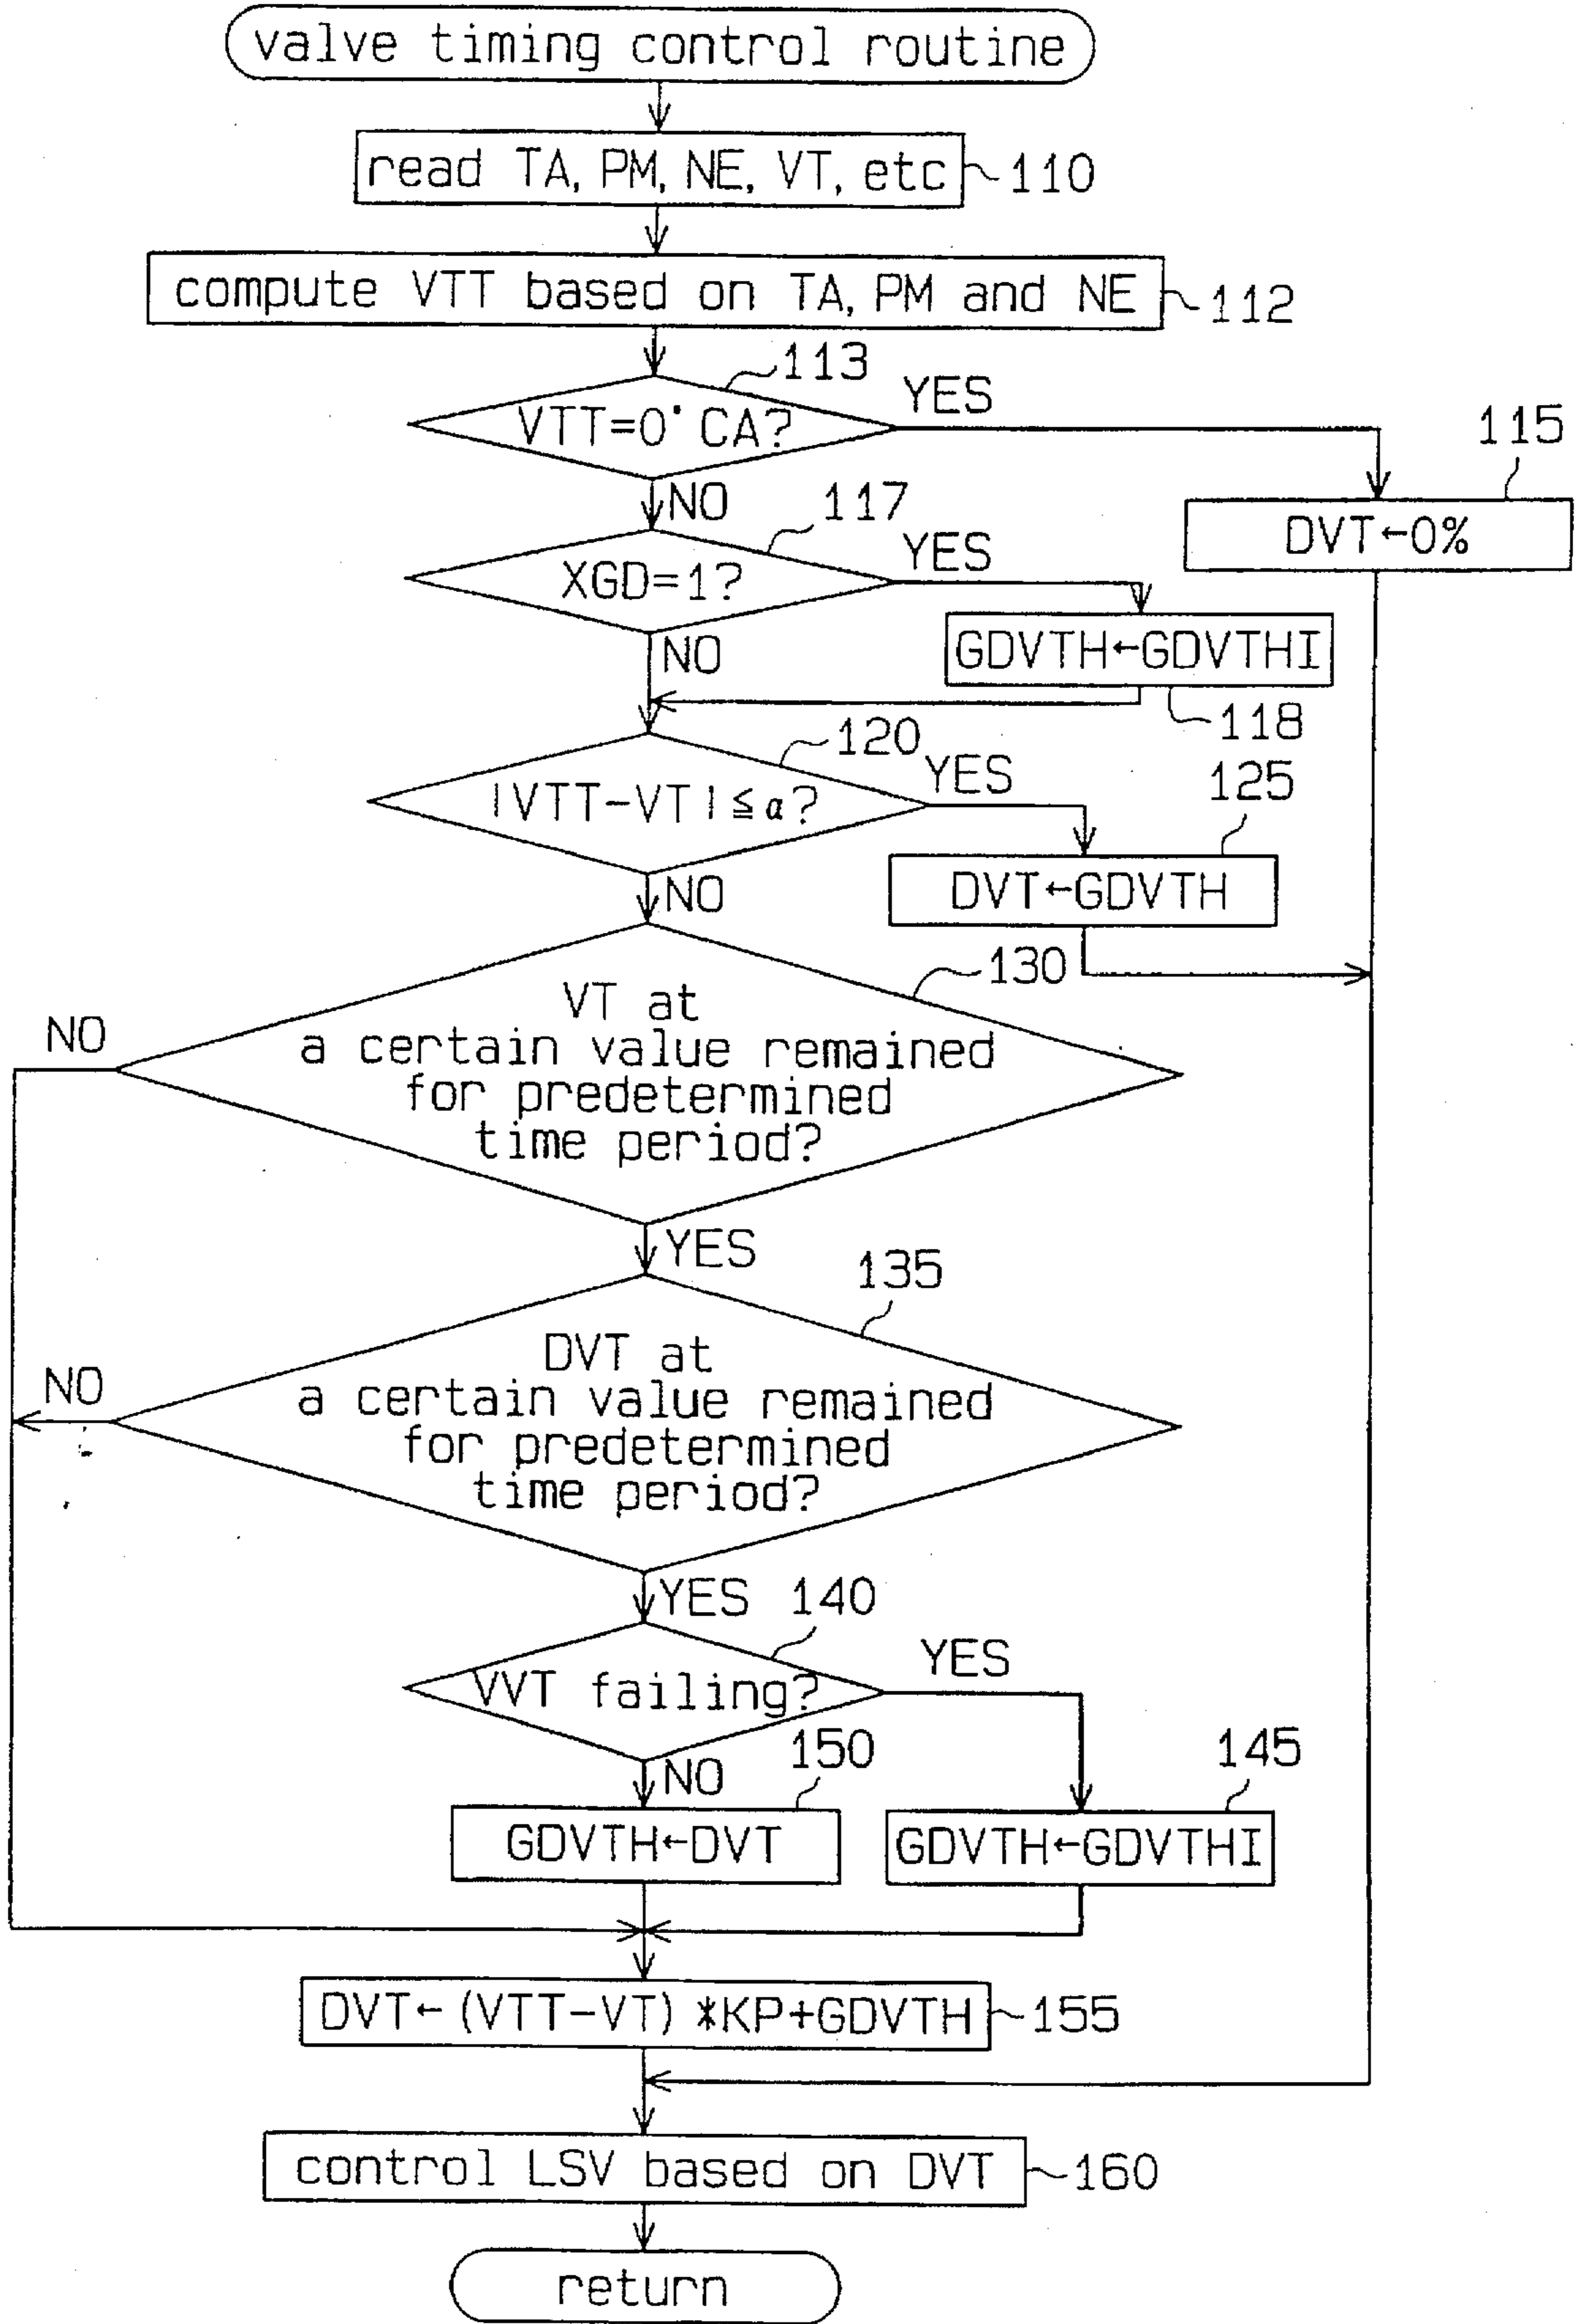 valve timing control routine
read TA, PM, NE, VT, etc
110
compute VTT based on TA, PM and NE
112
113
VTT=0° CA?
YES
115
DVT←0%
NO
117
XGD=1?
YES
GDVTH←GDVTHI
118
NO
120
|VTT-VT|≦α?
YES
125
DVT←GDVTH
NO
130
VT at
a certain value remained
for predetermined
time period?
NO
YES
135
DVT at
a certain value remained
for predetermined
time period?
NO
YES
140
VVT failing?
YES
145
GDVTH←GDVTHI
NO
150
GDVTH←DVT
DVT←(VTT-VT) *KP+GDVTH
155
control LSV based on DVT
160
return